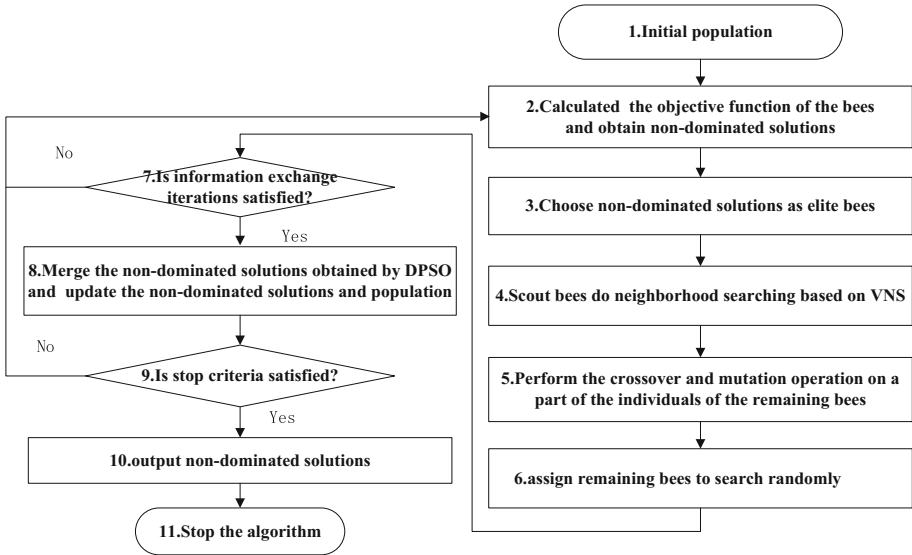 1.Initial population
2.Calculated the objective function of the bees
and obtain non-dominated solutions
3.Choose non-dominated solutions as elite bees
4.Scout bees do neighborhood searching based on VNS
5.Perform the crossover and mutation operation on a
part of the individuals of the remaining bees
6.assign remaining bees to search randomly
No
7.Is information exchange
iterations satisfied?
Yes
8.Merge the non-dominated solutions obtained by DPSO
and update the non-dominated solutions and population
No
9.Is stop criteria satisfied?
Yes
10.output non-dominated solutions
11.Stop the algorithm